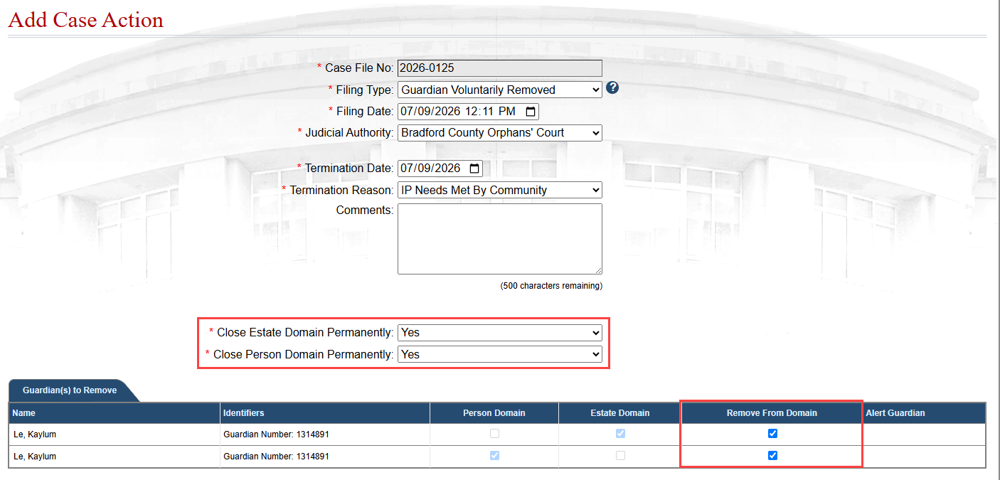 Add Case Action
* Case File No: 2026-0125
* Filing Type: Guardian Voluntarily Removed ?
* Filing Date: 07/09/2026 12:11 PM
* Judicial Authority: Bradford County Orphans' Court
* Termination Date: 07/09/2026
* Termination Reason: IP Needs Met By Community
Comments:
(500 characters remaining)
* Close Estate Domain Permanently: Yes
* Close Person Domain Permanently: Yes
Guardian(s) to Remove
Name Identifiers Person Domain Estate Domain Remove From Domain Alert Guardian
Le, Kaylum Guardian Number: 1314891
Le, Kaylum Guardian Number: 1314891